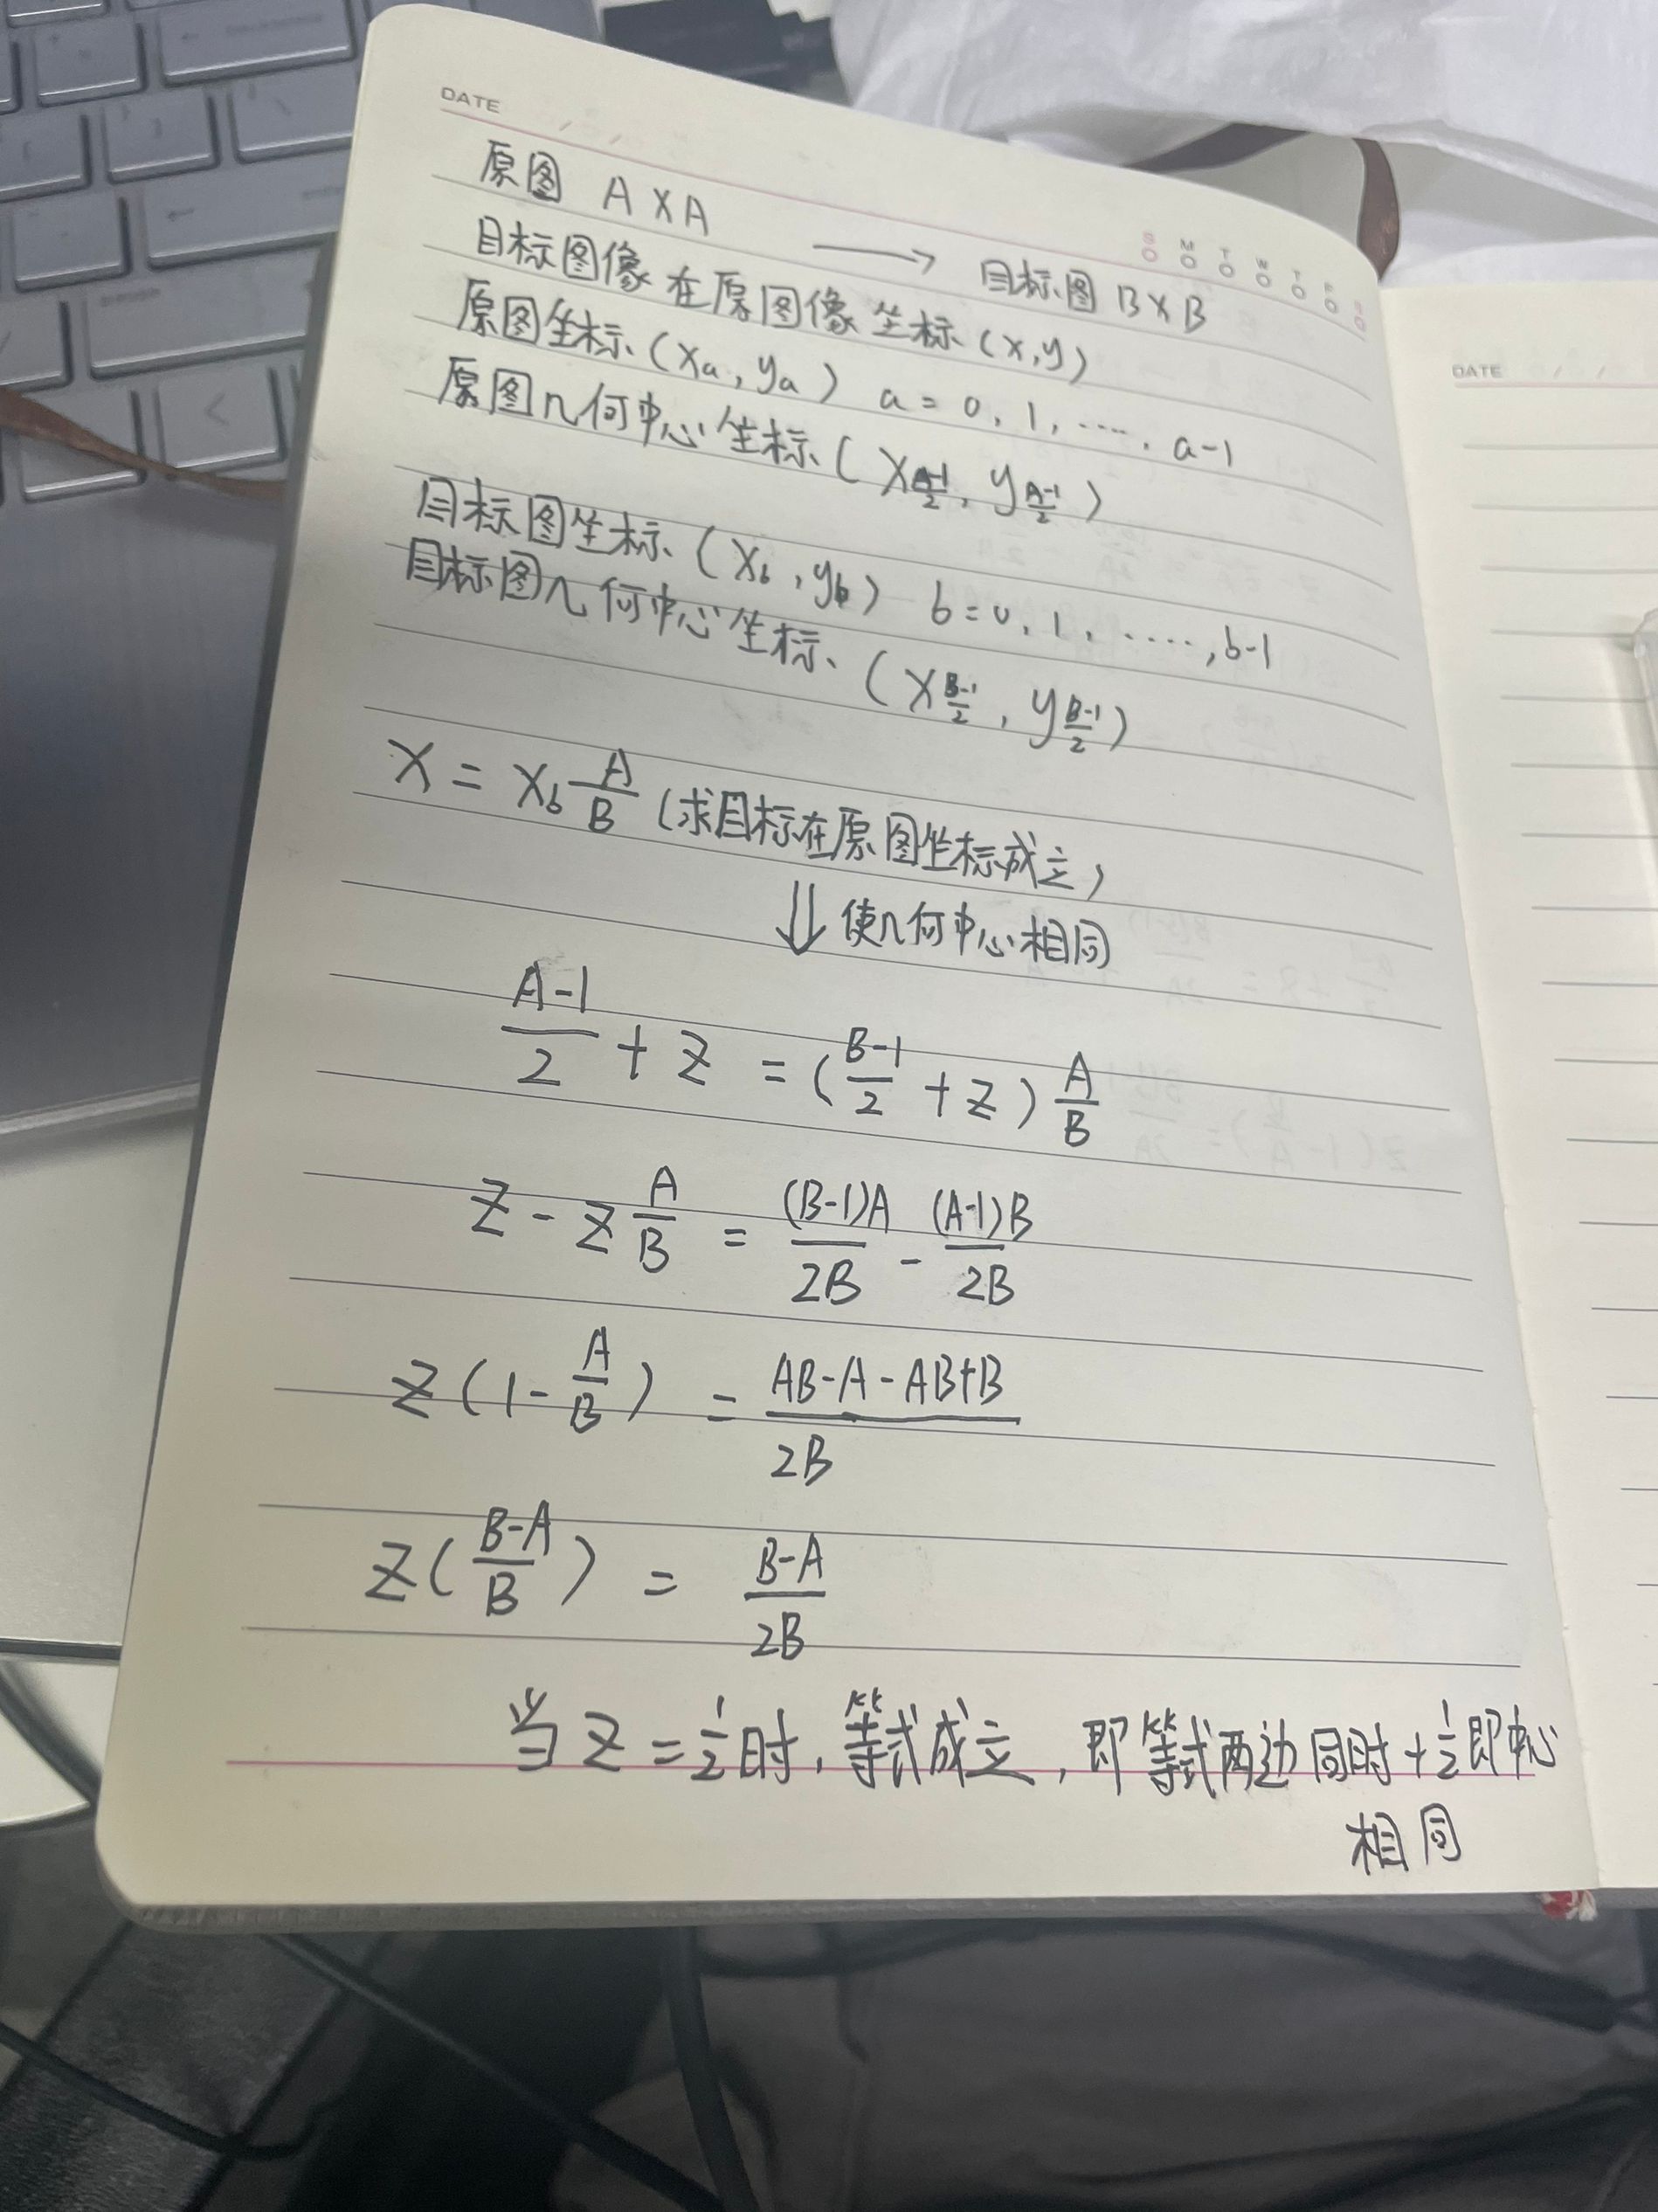 DATE
原图 A×A ⟶ 目标图 B×B
S M T W T F S
目标图像在原图像坐标(x,y)
原图坐标(xₐ, yₐ) a = 0, 1, ‥‥, a-1
原图几何中心坐标(x_{\frac{A-1}{2}}, y_{\frac{A-1}{2}})
目标图坐标(x_b, y_b) b=0, 1, ‥‥, b-1
目标图几何中心坐标(x_{\frac{B-1}{2}}, y_{\frac{B-1}{2}})
X = x_b \frac{A}{B} (求目标在原图坐标成立)
⇓ 使几何中心相同
\frac{A-1}{2} + Z = (\frac{B-1}{2} + Z) \frac{A}{B}
Z - Z \frac{A}{B} = \frac{(B-1)A}{2B} - \frac{(A-1)B}{2B}
Z(1-\frac{A}{B}) = \frac{AB-A-AB+B}{2B}
Z(\frac{B-A}{B}) = \frac{B-A}{2B}
当 Z = \frac{1}{2} 时, 等式成立, 即等式两边同时+\frac{1}{2}即中心
相同
DATE